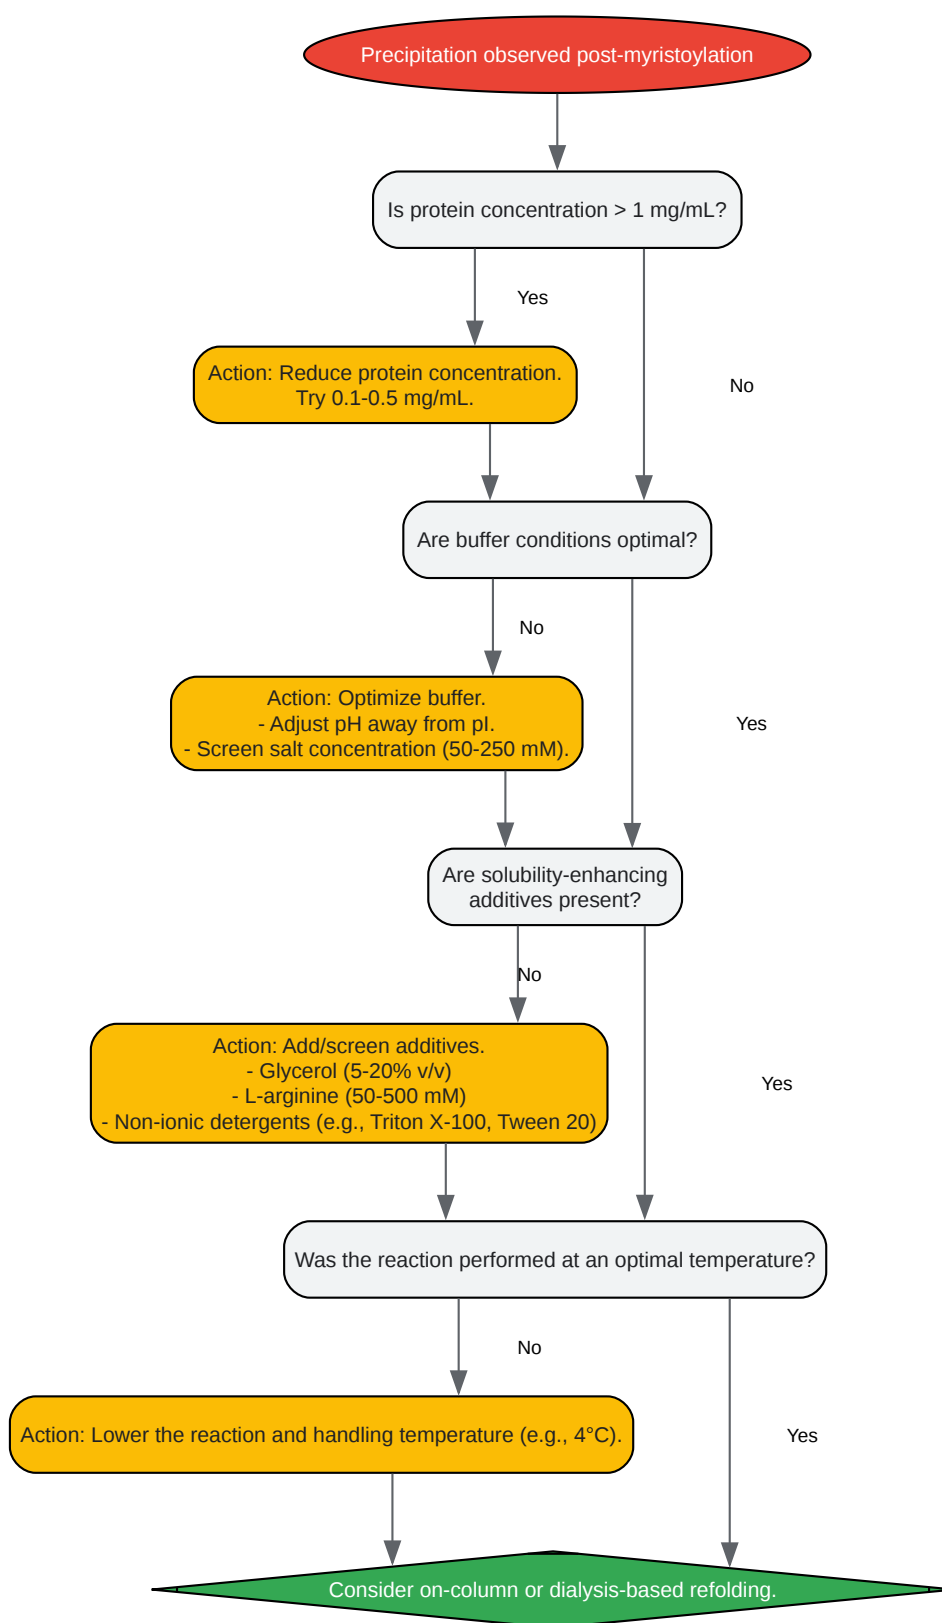 Precipitation observed post-myristoylation
Is protein concentration > 1 mg/mL?
Yes
Action: Reduce protein concentration.
Try 0.1-0.5 mg/mL.
No
Are buffer conditions optimal?
No
Action: Optimize buffer.
- Adjust pH away from pI.
- Screen salt concentration (50-250 mM).
Yes
Are solubility-enhancing
additives present?
No
Action: Add/screen additives.
- Glycerol (5-20% v/v)
- L-arginine (50-500 mM)
- Non-ionic detergents (e.g., Triton X-100, Tween 20)
Yes
Was the reaction performed at an optimal temperature?
No
Action: Lower the reaction and handling temperature (e.g., 4°C).
Yes
Consider on-column or dialysis-based refolding.